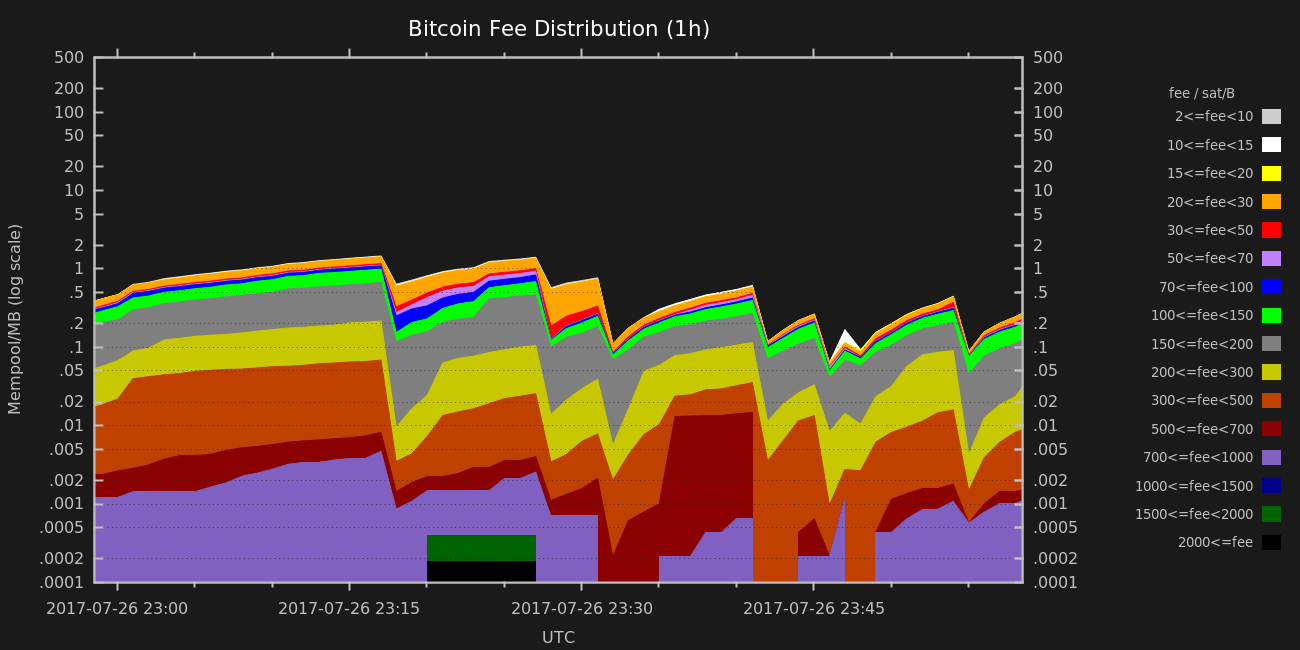 Bitcoin Fee Distribution (1h)
500 500
200 200
fee / sat/B
100 100
2<=fee<10
50 50
10<=fee<15
20 20
15<=fee<20
10 10
20<=fee<30
5 5
30<=fee<50
2 2
50<=fee<70
1 1
70<=fee<100
.5 .5
100<=fee<150
.2 .2
150<=fee<200
.1 .1
.05 .05
200<=fee<300
.02 .02
300<=fee<500
.01 .01
500<=fee<700
.005 .005
700<=fee<1000
.002 .002
1000<=fee<1500
.001 .001
1500<=fee<2000
.0005 .0005
2000<=fee
.0002 .0002
.0001 .0001
Mempool/MB (log scale)
2017-07-26 23:00 2017-07-26 23:15 2017-07-26 23:30 2017-07-26 23:45
UTC